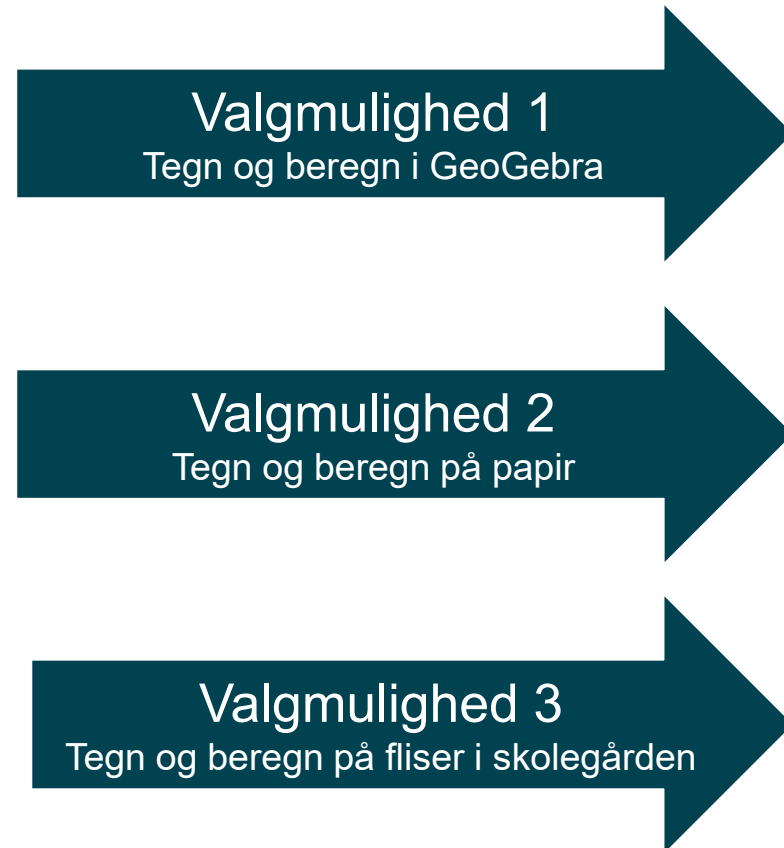 Valgmulighed 1
Tegn og beregn i GeoGebra
Valgmulighed 2
Tegn og beregn på papir
Valgmulighed 3
Tegn og beregn på fliser i skolegården